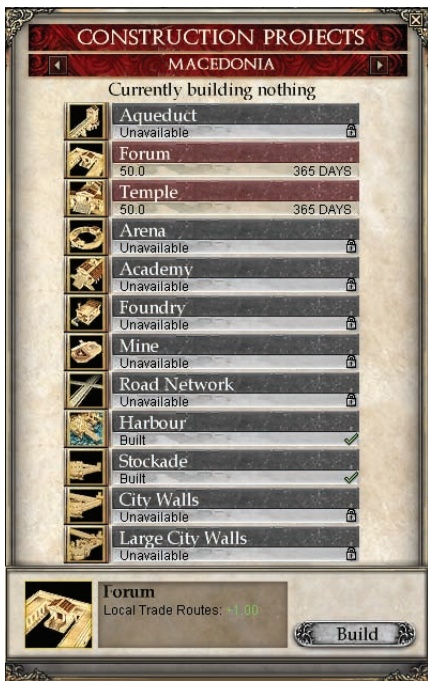 CONSTRUCTION PROJECTS
MACEDONIA
Currently building nothing
Aqueduct
Unavailable
Forum
50.0 365 DAYS
Temple
50.0 365 DAYS
Arena
Unavailable
Academy
Unavailable
Foundry
Unavailable
Mine
Unavailable
Road Network
Unavailable
Harbour
Built
Stockade
Built
City Walls
Unavailable
Large City Walls
Unavailable
Forum
Local Trade Routes: +1.00
Build